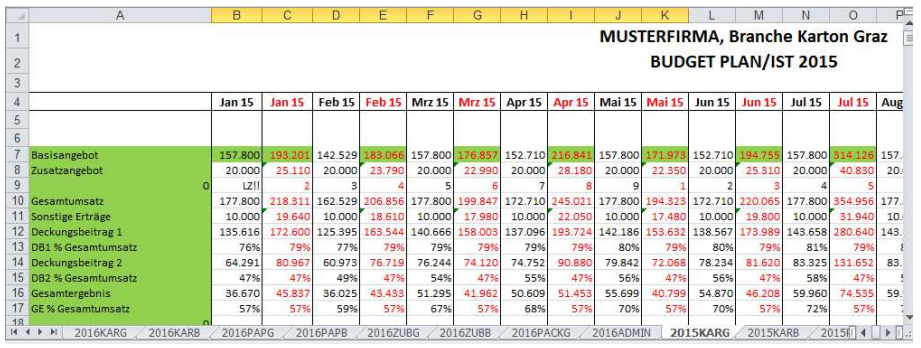 A B C D E F G H I J K L M N O P
1 MUSTERFIRMA, Branche Karton Graz
2 BUDGET PLAN/IST 2015
3
4 Jan 15 Jan 15 Feb 15 Feb 15 Mrz 15 Mrz 15 Apr 15 Apr 15 Mai 15 Mai 15 Jun 15 Jun 15 Jul 15 Jul 15 Aug
5
6
7 Basisangebot 157.800 193.201 142.529 183.066 157.800 176.857 152.710 216.841 157.800 171.973 152.710 194.755 157.800 314.126 157.
8 Zusatzangebot 20.000 25.110 20.000 23.790 20.000 22.990 20.000 28.180 20.000 22.350 20.000 25.310 20.000 40.830 20.0
9 0 LZ!! 2 3 4 5 6 7 8 9 1 2 3 4 5
10 Gesamtumsatz 177.800 218.311 162.529 206.856 177.800 199.847 172.710 245.021 177.800 194.323 172.710 220.065 177.800 354.956 177.
11 Sonstige Erträge 10.000 19.640 10.000 18.610 10.000 17.980 10.000 22.050 10.000 17.480 10.000 19.800 10.000 31.940 10.0
12 Deckungsbeitrag 1 135.616 172.600 125.395 163.544 140.666 158.003 137.096 193.724 142.186 153.632 138.567 173.989 143.658 280.640 143.
13 DB1 % Gesamtumsatz 76% 79% 77% 79% 79% 79% 79% 79% 80% 79% 80% 79% 81% 79% 8
14 Deckungsbeitrag 2 64.291 80.967 60.973 76.719 76.244 74.120 74.752 90.880 79.842 72.068 78.234 81.620 83.325 131.652 83.
15 DB2 % Gesamtumsatz 47% 47% 49% 47% 54% 47% 55% 47% 56% 47% 56% 47% 58% 47%
16 Gesamtergebnis 36.670 45.837 36.025 43.433 51.295 41.962 50.609 51.453 55.699 40.799 54.870 46.208 59.960 74.535 59.
17 GE % Gesamtumsatz 57% 57% 59% 57% 67% 57% 68% 57% 70% 57% 70% 57% 72% 57%
18 0
2016KARG 2016KARB 2016PAPG 2016PAPB 2016ZUBG 2016ZUBB 2016PACKG 2016ADMIN 2015KARG 2015KARB